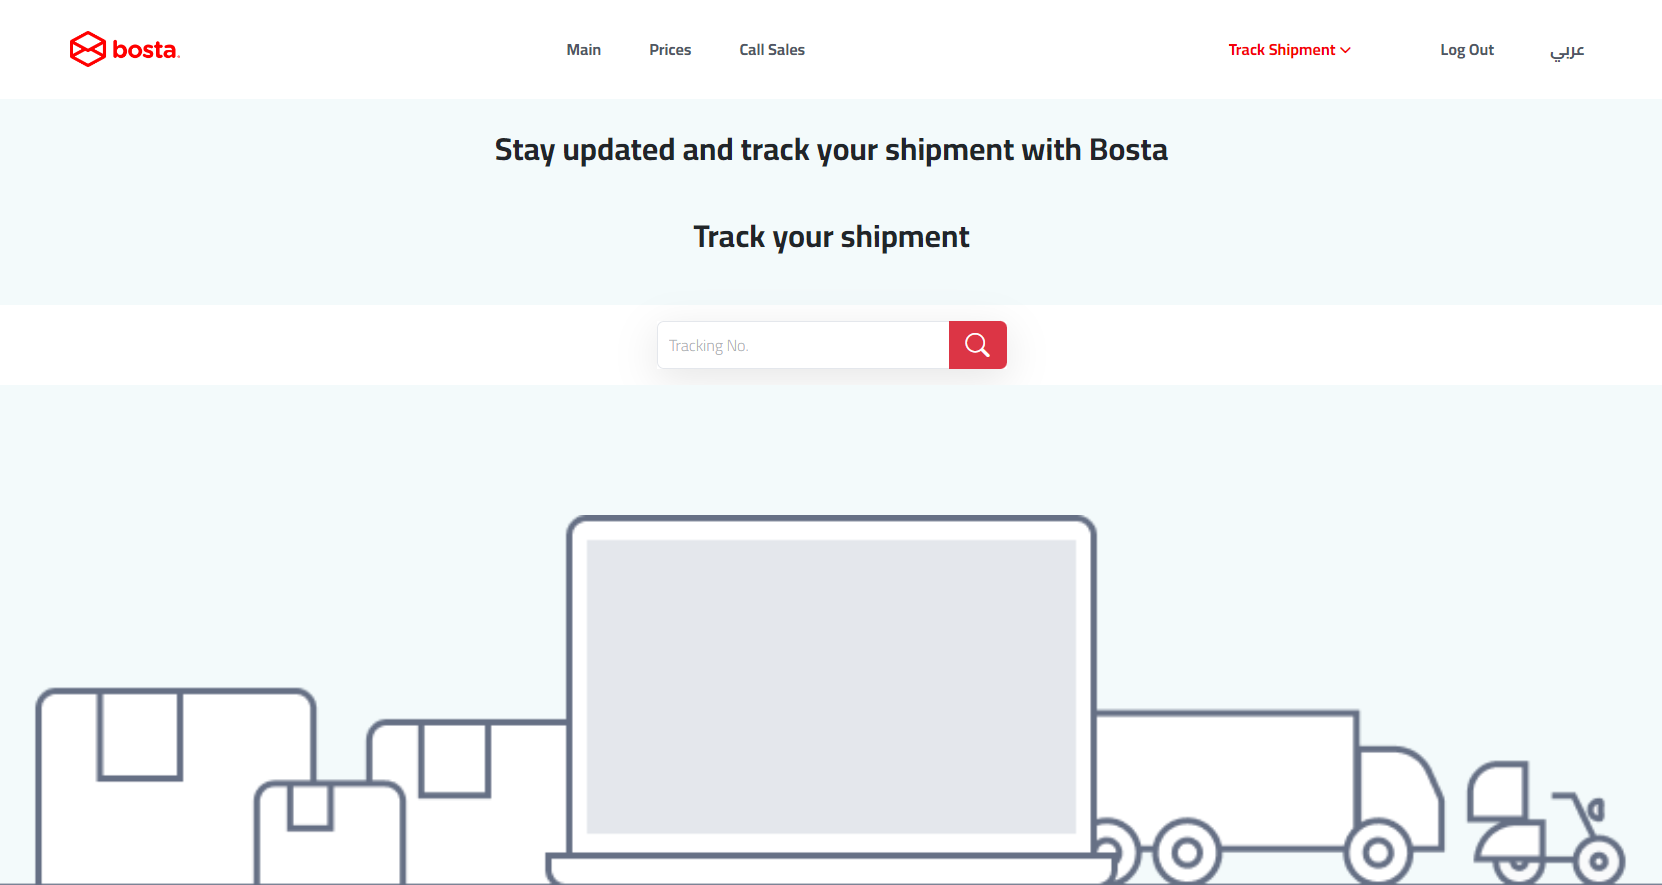 bosta.
Main
Prices
Call Sales
Track Shipment
Log Out
عربي
Stay updated and track your shipment with Bosta
Track your shipment
Tracking No.